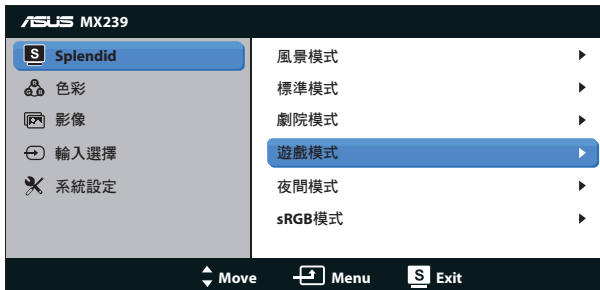 ASUS MX239
S Splendid
色彩
影像
輸入選擇
系統設定
風景模式
標準模式
劇院模式
遊戲模式
夜間模式
sRGB模式
Move Menu S Exit